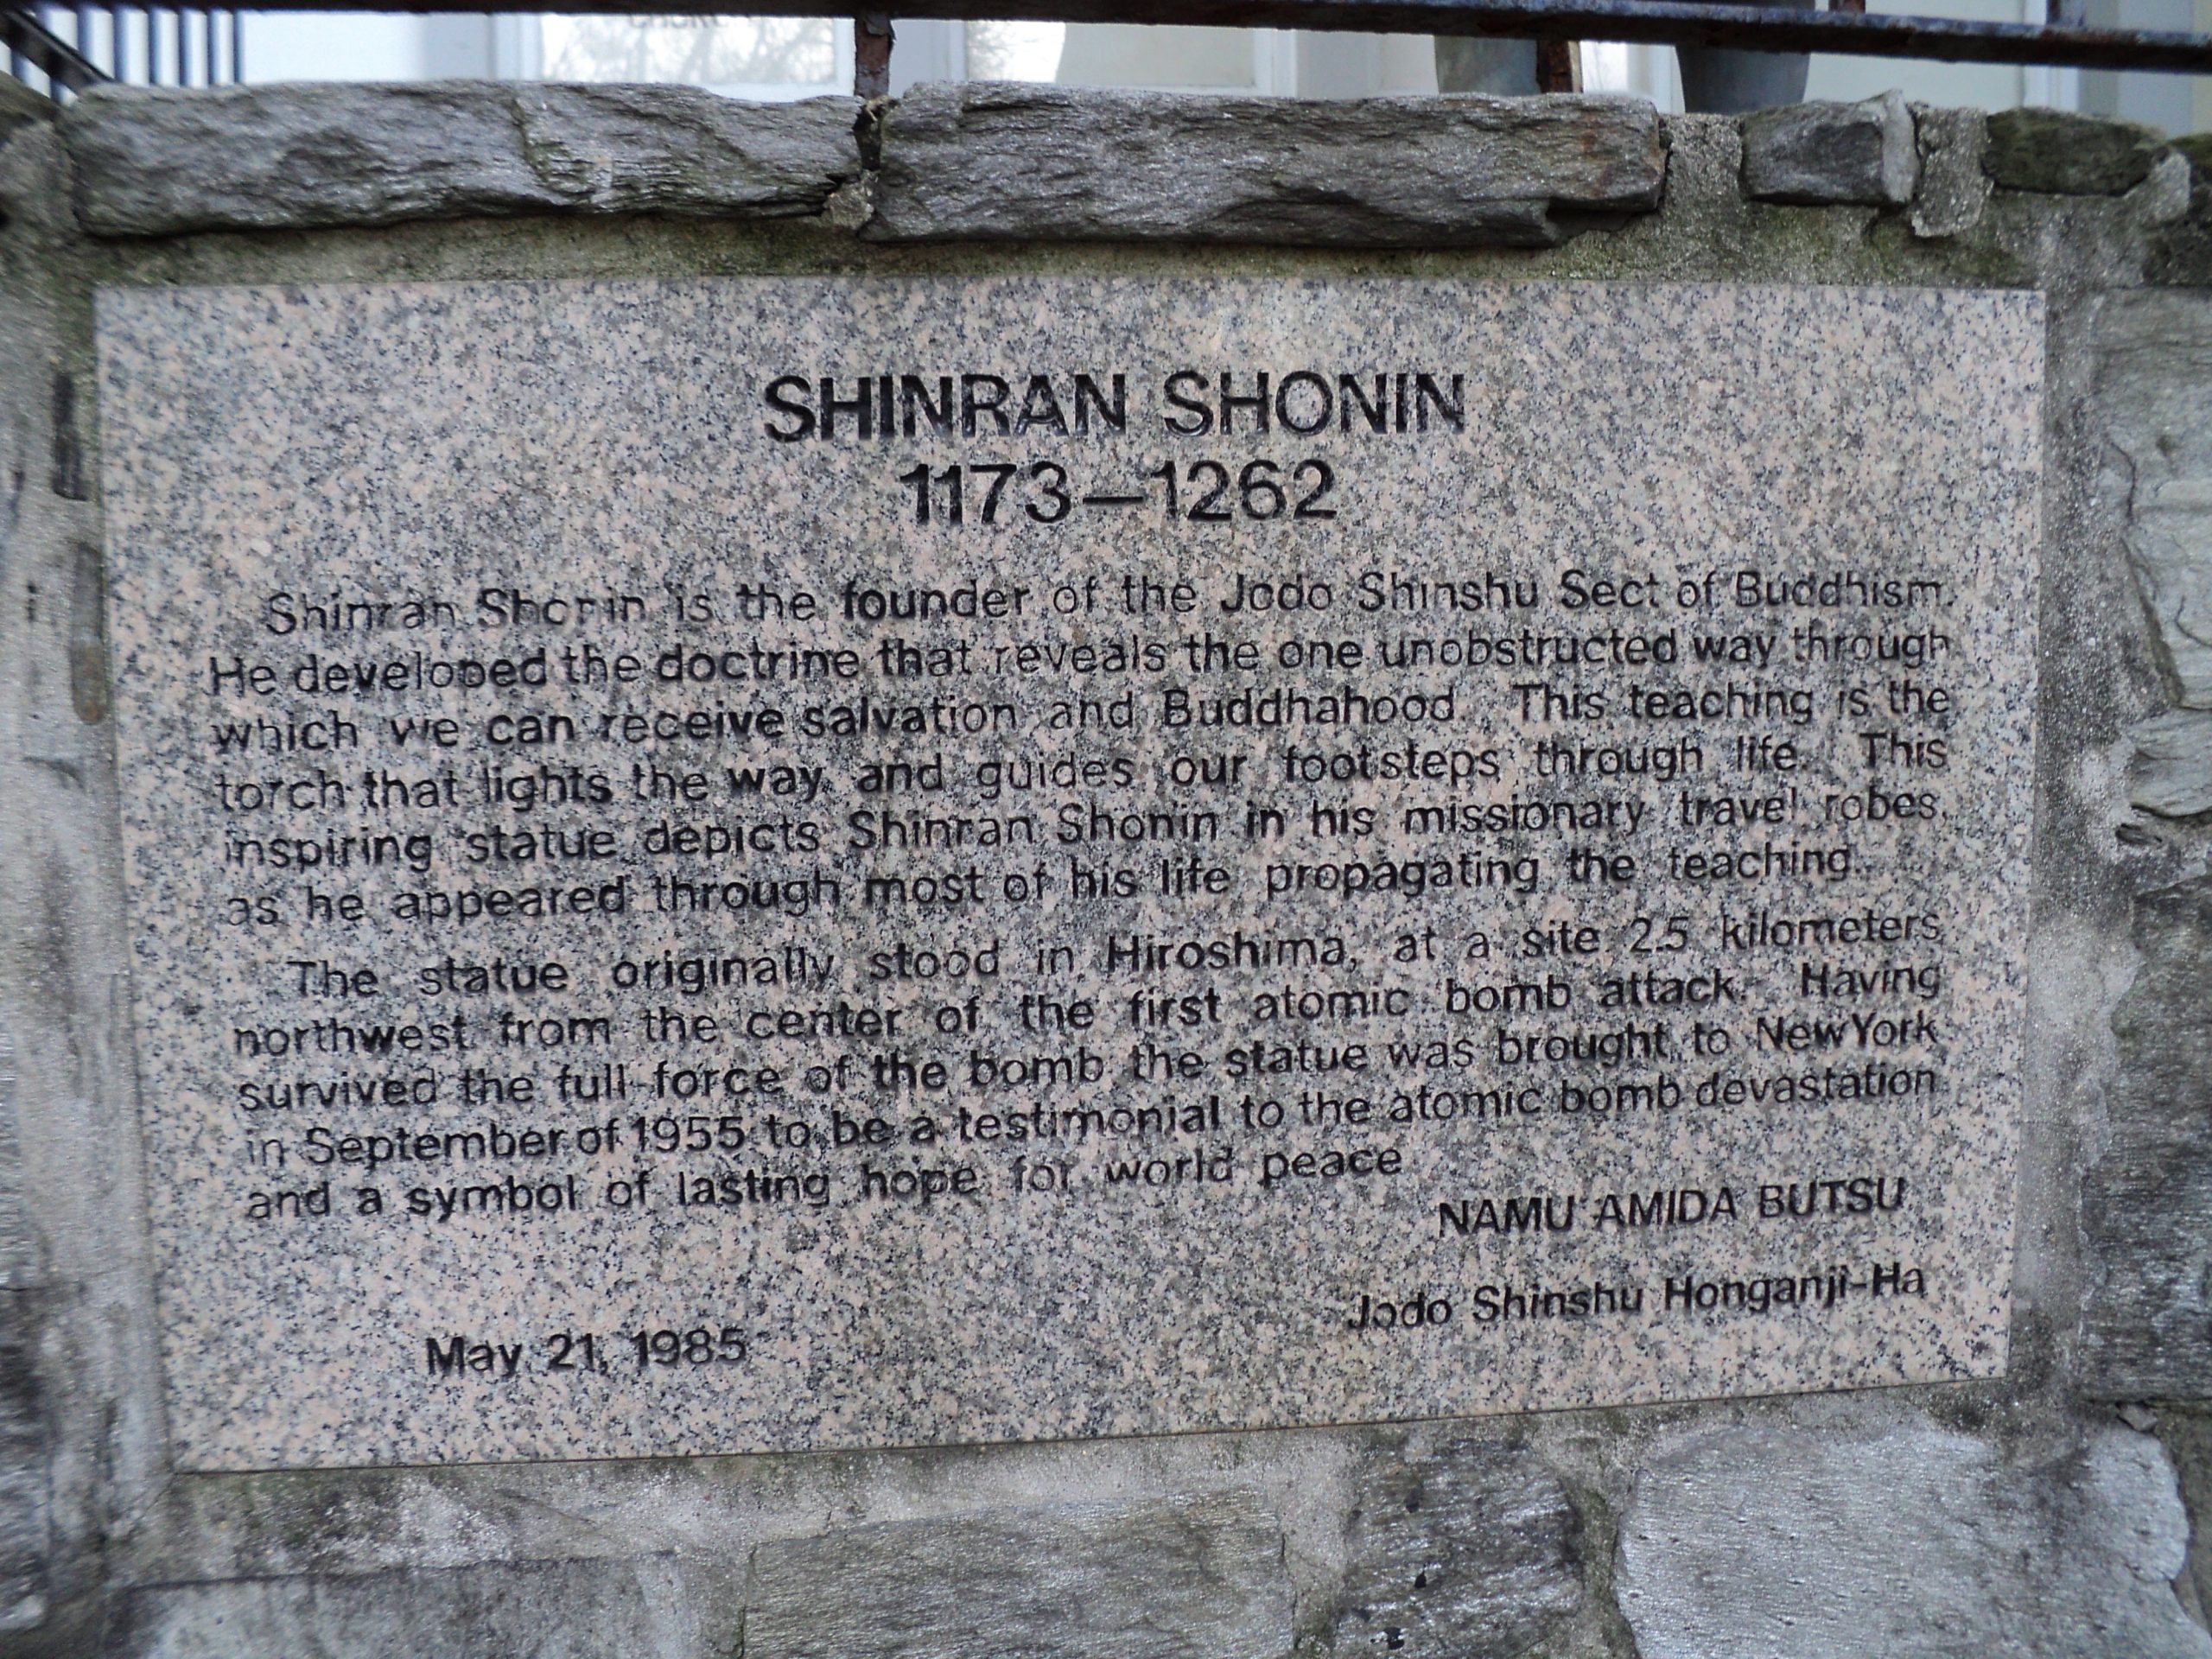 SHINRAN SHONIN
1173—1262
Shinran Shonin is the founder of the Jodo Shinshu Sect of Buddhism.
He developed the doctrine that reveals the one unobstructed way through
which we can receive salvation and Buddhahood. This teaching is the
torch that lights the way and guides our footsteps through life. This
inspiring statue depicts Shinran Shonin in his missionary travel robes,
as he appeared through most of his life propagating the teaching.
The statue originally stood in Hiroshima, at a site 2.5 kilometers
northwest from the center of the first atomic bomb attack. Having
survived the full force of the bomb the statue was brought to New York
in September of 1955 to be a testimonial to the atomic bomb devastation
and a symbol of lasting hope for world peace
NAMU AMIDA BUTSU
Jodo Shinshu Honganji-Ha
May 21, 1985